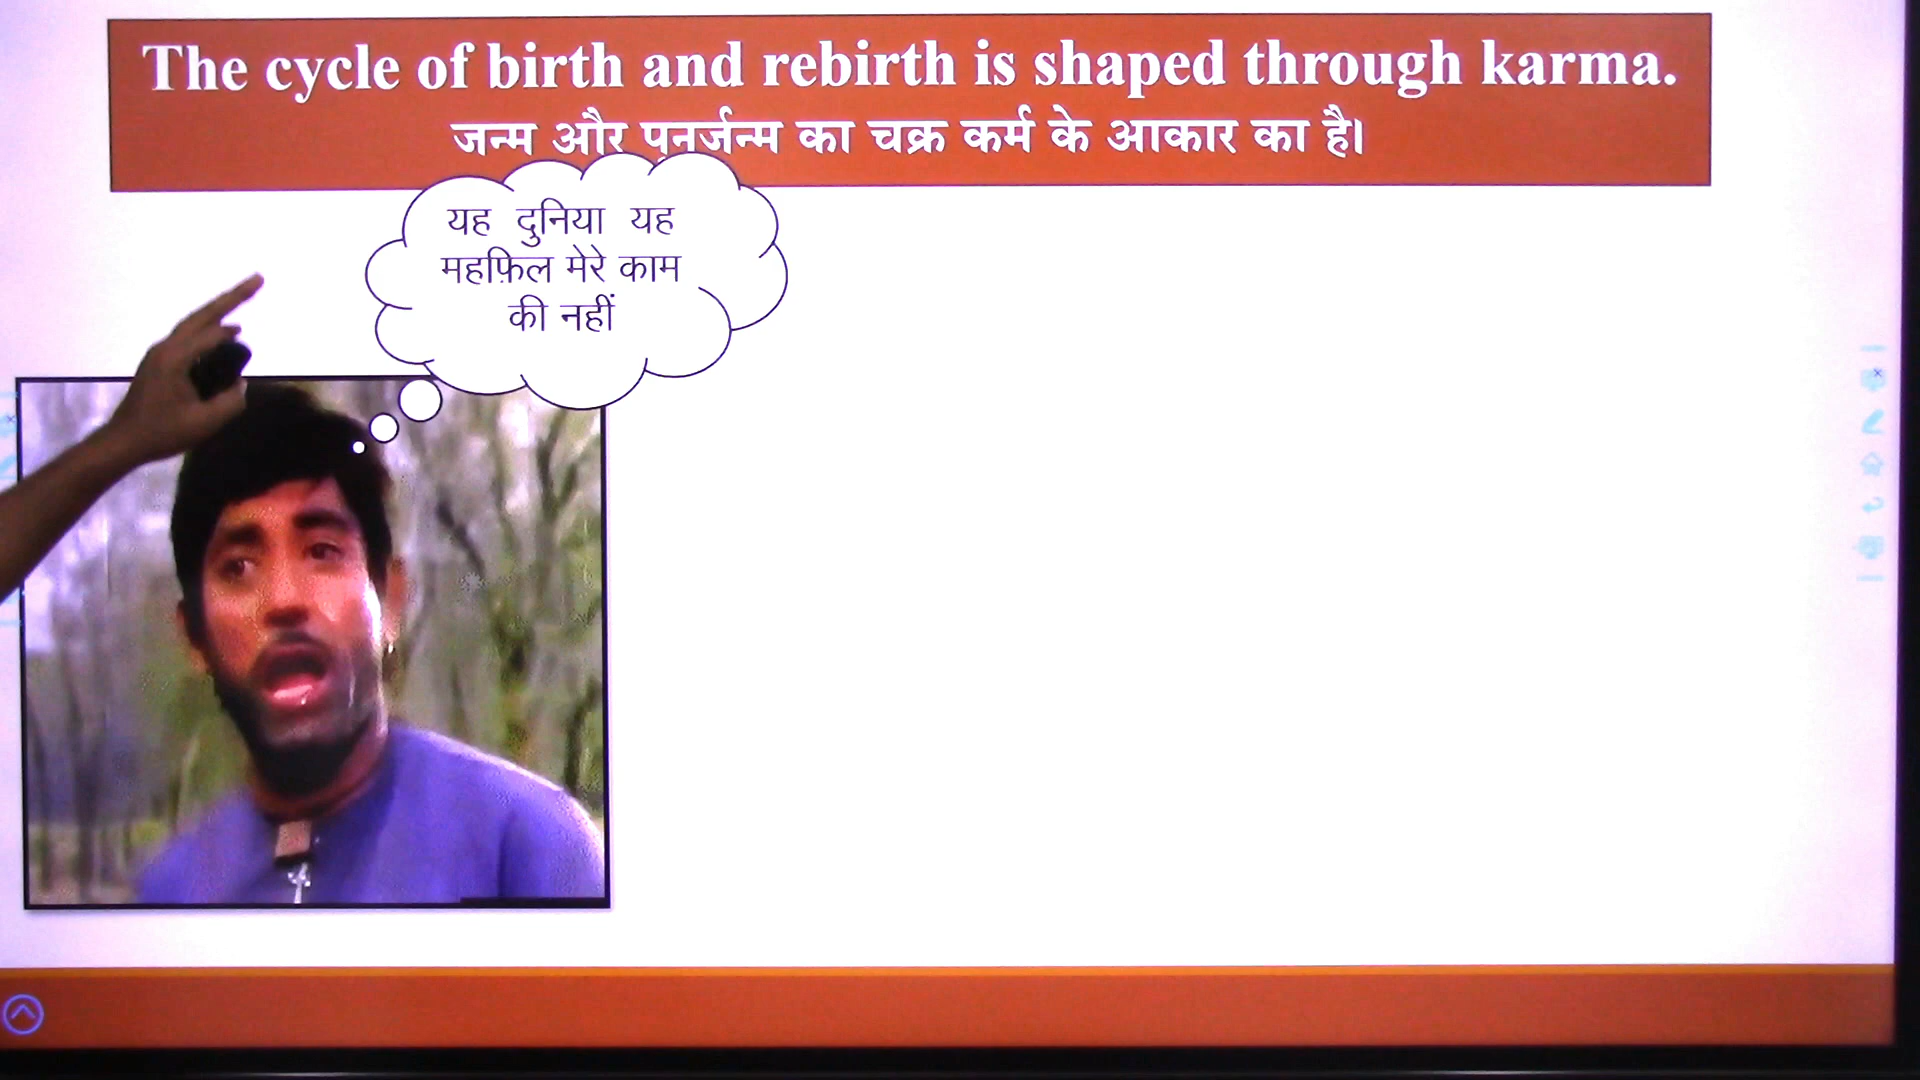 The cycle of birth and rebirth is shaped through karma.
जन्म और पुनर्जन्म का चक्र कर्म के आकार का है।
यह दुनिया यह
महफ़िल मेरे काम
की नहीं